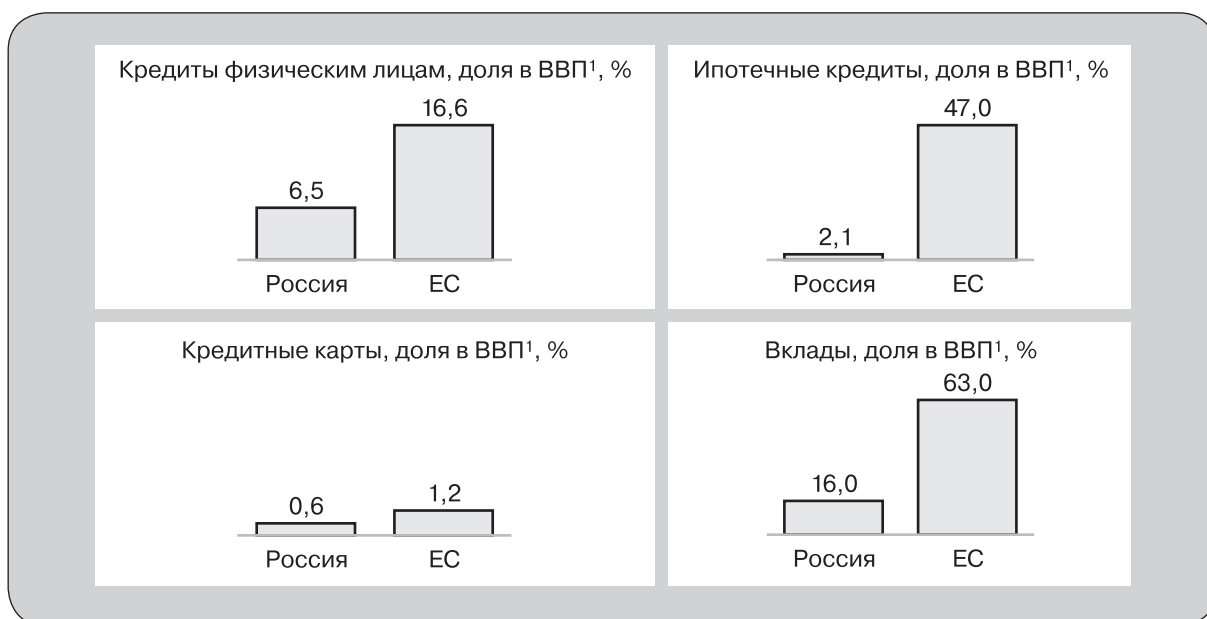 Кредиты физическим лицам, доля в ВВП¹, %
16,6
6,5
Россия
ЕС
Ипотечные кредиты, доля в ВВП¹, %
47,0
2,1
Россия
ЕС
Кредитные карты, доля в ВВП¹, %
1,2
0,6
Россия
ЕС
Вклады, доля в ВВП¹, %
63,0
16,0
Россия
ЕС